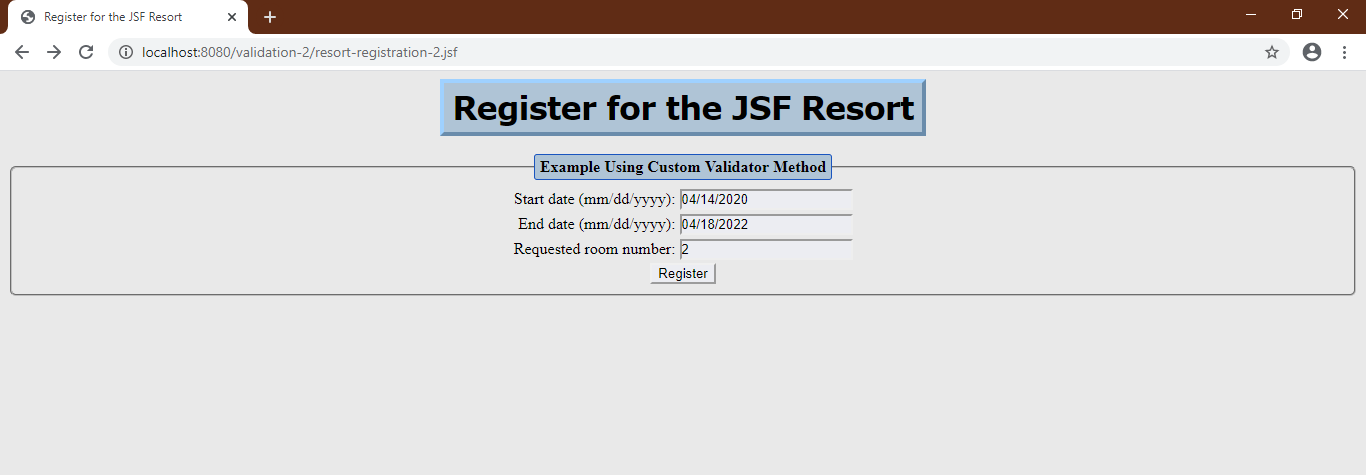 Register for the JSF Resort
localhost:8080/validation-2/resort-registration-2.jsf
Register for the JSF Resort
Example Using Custom Validator Method
Start date (mm/dd/yyyy): 04/14/2020
End date (mm/dd/yyyy): 04/18/2022
Requested room number: 2
Register